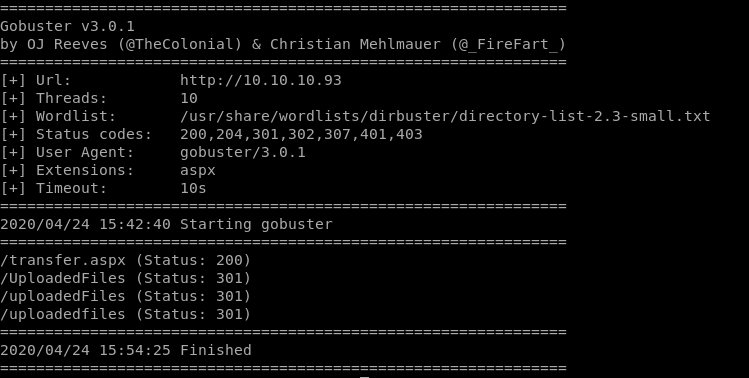 ===============================================================
Gobuster v3.0.1
by OJ Reeves (@TheColonial) & Christian Mehlmauer (@_FireFart_)
===============================================================
[+] Url:            http://10.10.10.93
[+] Threads:        10
[+] Wordlist:       /usr/share/wordlists/dirbuster/directory-list-2.3-small.txt
[+] Status codes:   200,204,301,302,307,401,403
[+] User Agent:     gobuster/3.0.1
[+] Extensions:     aspx
[+] Timeout:        10s
===============================================================
2020/04/24 15:42:40 Starting gobuster
===============================================================
/transfer.aspx (Status: 200)
/UploadedFiles (Status: 301)
/uploadedFiles (Status: 301)
/uploadedfiles (Status: 301)
===============================================================
2020/04/24 15:54:25 Finished
===============================================================